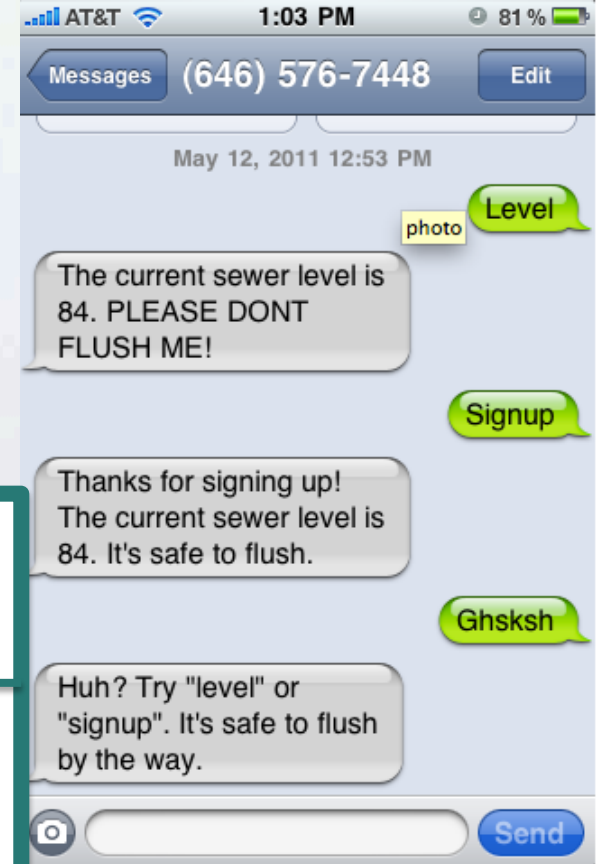 AT&T 1:03 PM 81%
Messages (646) 576-7448 Edit
May 12, 2011 12:53 PM
Level
photo
The current sewer level is
84. PLEASE DONT
FLUSH ME!
Signup
Thanks for signing up!
The current sewer level is
84. It's safe to flush.
Ghsksh
Huh? Try "level" or
"signup". It's safe to flush
by the way.
Send